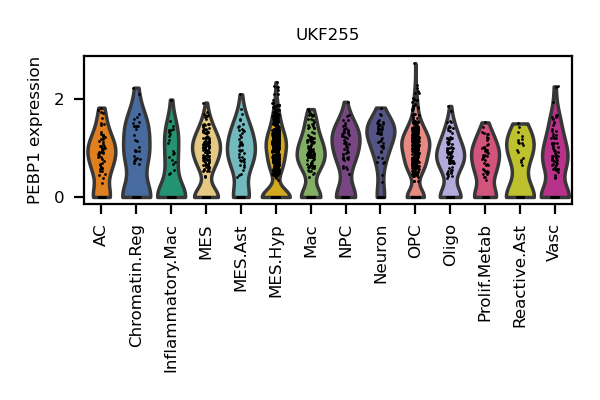 UKF255
PEBP1 expression
2
0
AC
Chromatin.Reg
Inflammatory.Mac
MES
MES.Ast
MES.Hyp
Mac
NPC
Neuron
OPC
Oligo
Prolif.Metab
Reactive.Ast
Vasc